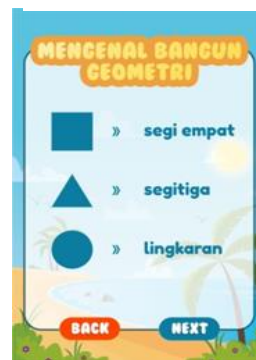 MENGENAL BANGUN
GEOMETRI
» segi empat
» segitiga
» lingkaran
BACK NEXT